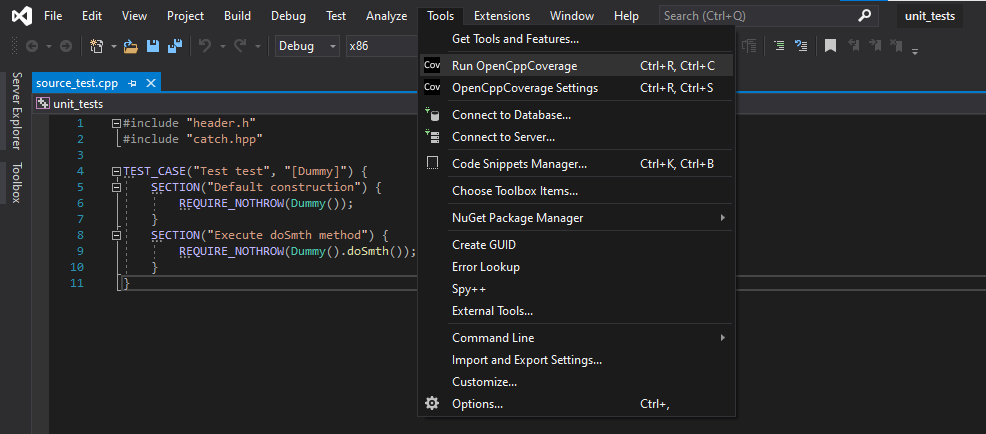 File Edit View Project Build Debug Test Analyze Tools Extensions Window Help Search (Ctrl+Q) unit_tests
Debug x86
Get Tools and Features...
Cov Run OpenCppCoverage Ctrl+R, Ctrl+C
Cov OpenCppCoverage Settings Ctrl+R, Ctrl+S
Connect to Database...
Connect to Server...
Code Snippets Manager... Ctrl+K, Ctrl+B
Choose Toolbox Items...
NuGet Package Manager
Create GUID
Error Lookup
Spy++
External Tools...
Command Line
Import and Export Settings...
Customize...
Options... Ctrl+,
Server Explorer
Toolbox
source_test.cpp
unit_tests
1 #include "header.h"
2 #include "catch.hpp"
3
4 TEST_CASE("Test test", "[Dummy]") {
5 SECTION("Default construction") {
6 REQUIRE_NOTHROW(Dummy());
7 }
8 SECTION("Execute doSmth method") {
9 REQUIRE_NOTHROW(Dummy().doSmth());
10 }
11 }